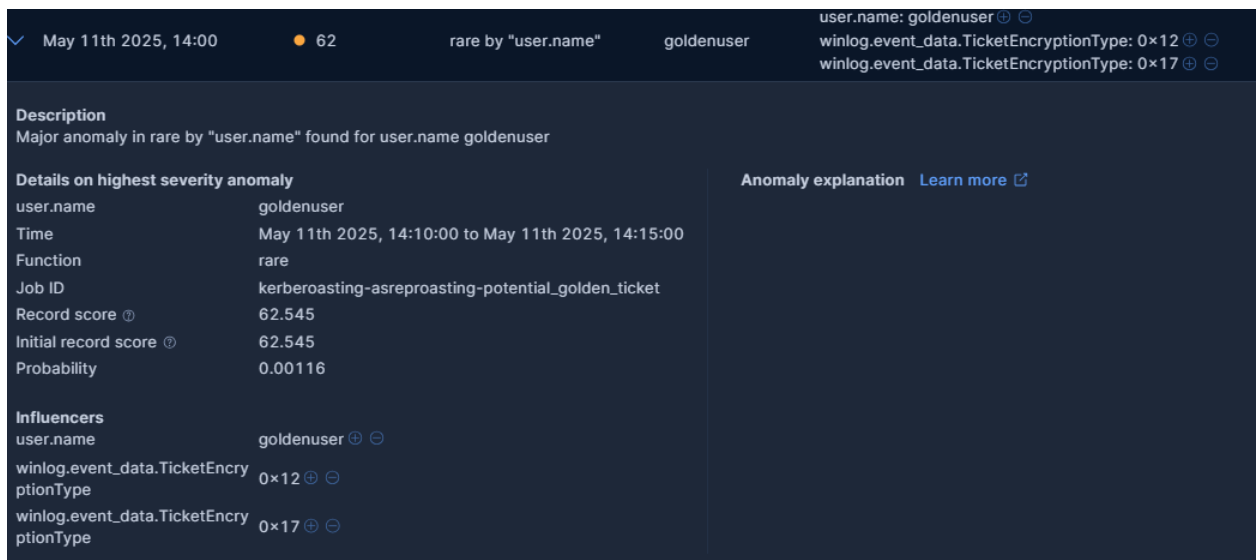 user.name: goldenuser
May 11th 2025, 14:00 62 rare by "user.name" goldenuser winlog.event_data.TicketEncryptionType: 0×12
winlog.event_data.TicketEncryptionType: 0×17
Description
Major anomaly in rare by "user.name" found for user.name goldenuser
Details on highest severity anomaly
user.name goldenuser
Time May 11th 2025, 14:10:00 to May 11th 2025, 14:15:00
Function rare
Job ID kerberoasting-asreproasting-potential_golden_ticket
Record score 62.545
Initial record score 62.545
Probability 0.00116
Influencers
user.name goldenuser
winlog.event_data.TicketEncry
ptionType 0×12
winlog.event_data.TicketEncry
ptionType 0×17
Anomaly explanation Learn more